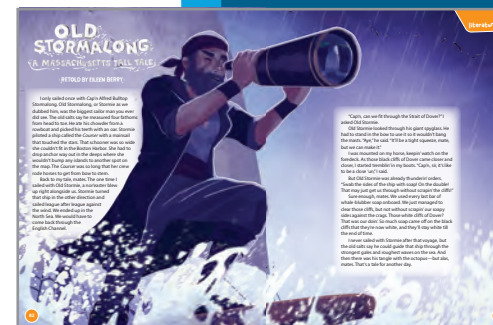 OLD
STORMALONG
A MASSACHUSETTS TALL TALE
RETOLD BY EILEEN BERRY
I only sailed once with Cap'n Alfred Bulltop
Stormalong. Old Stormalong, or Stormie as we
dubbed him, was the biggest sailor man you ever
did see. The old salts say he measured four fathoms
from head to toe. He ate his chowder from a
rowboat and picked his teeth with an oar. Stormie
piloted a ship called the Courser with a mainsail
that touched the stars. That schooner was so wide
she couldn't fit in the Boston Harbor. She had to
drop anchor way out in the deeps where she
wouldn't bump any islands to another spot on
the map. The Courser was so long that her crew
rode horses to get from bow to stern.
Back to my tale, mates. The one time I
sailed with Old Stormie, a nor'easter blew
up right alongside us. Stormie turned
that ship in the other direction and
sailed league after league against
the wind. We ended up in the
North Sea. We would have to
come back through the
English Channel.
"Cap'n, can we fit through the Strait of Dover?" I
asked Old Stormie.
Old Stormie looked through his giant spyglass. He
had to stand in the bow to use it so it wouldn't bang
the masts. "Aye," he said. "It'll be a tight squeeze, mate,
but we can make it."
I was mounted on my horse, keepin' watch on the
foredeck. As those black cliffs of Dover came closer and
closer, I started tremblin' in my boots. "Cap'n, sir, it's like
to be a close 'un," I said.
But Old Stormie was already thunderin' orders.
"Swab the sides of the ship with soap! On the double!
That may just get us through without scrapin' the cliffs!"
Sure enough, mates. We used every last bar of
whale-blubber soap onboard. We just managed to
clear those cliffs, but not without scrapin' our soapy
sides against the crags. Those white cliffs of Dover?
That was our doin'. So much soap came off on the black
cliffs that they're now white, and they'll stay white till
the end of time.
I never sailed with Stormie after that voyage, but
the old salts say he could guide that ship through the
strongest gales and roughest waves on the sea. And
then there was his tangle with the octopus—but alas,
mates. That's a tale for another day.